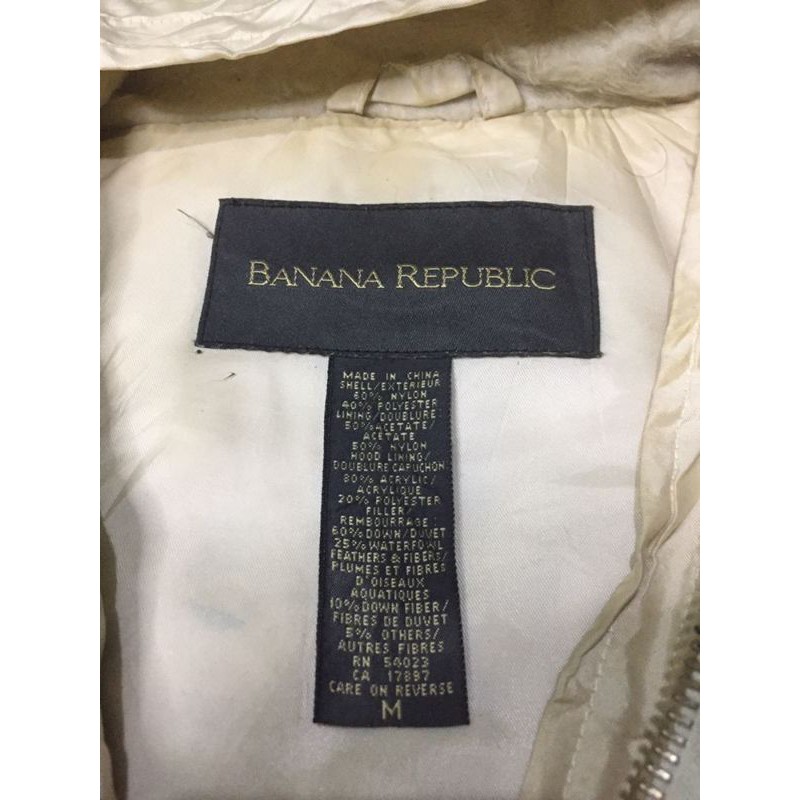 BANANA REPUBLIC
MADE IN CHINA
SHELL/EXTERIEUR
60% NYLON
40% POLYESTER
LINING/DOUBLURE:
50% ACETATE/
ACETATE
50% NYLON
HOOD LINING/
DOUBLURE CAPUCHON
80% ACRYLIC/
ACRYLIQUE
20% POLYESTER
FILLER/
REMBOURRAGE:
60% DOWN/DUVET
25% WATERFOWL
FEATHERS & FIBERS/
PLUMES ET FIBRES
D'OISEAUX
AQUATIQUES
10% DOWN FIBER/
FIBRES DE DUVET
5% OTHERS/
AUTRES FIBRES
RN 54023
CA 17897
CARE ON REVERSE
M